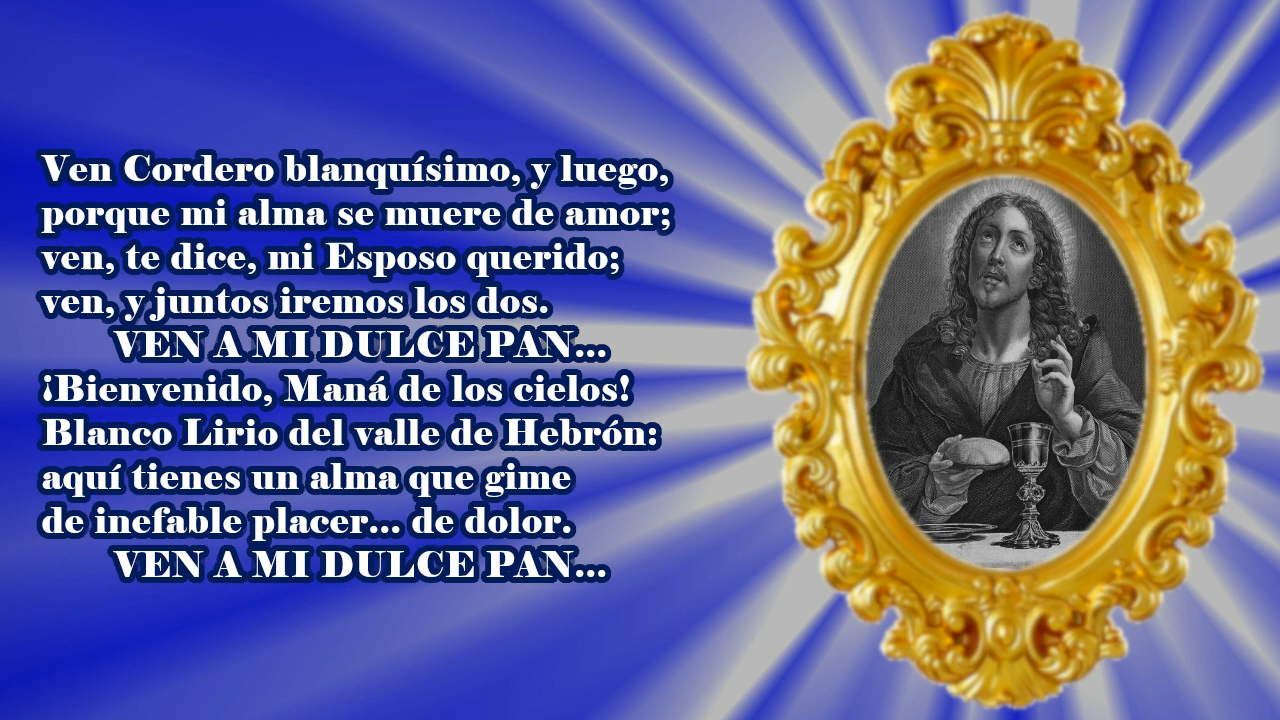 Ven Cordero blanquísimo, y luego,
porque mi alma se muere de amor;
ven, te dice, mi Esposo querido;
ven, y juntos iremos los dos.
VEN A MI DULCE PAN...
¡Bienvenido, Maná de los cielos!
Blanco Lirio del valle de Hebrón:
aquí tienes un alma que gime
de inefable placer... de dolor.
VEN A MI DULCE PAN...